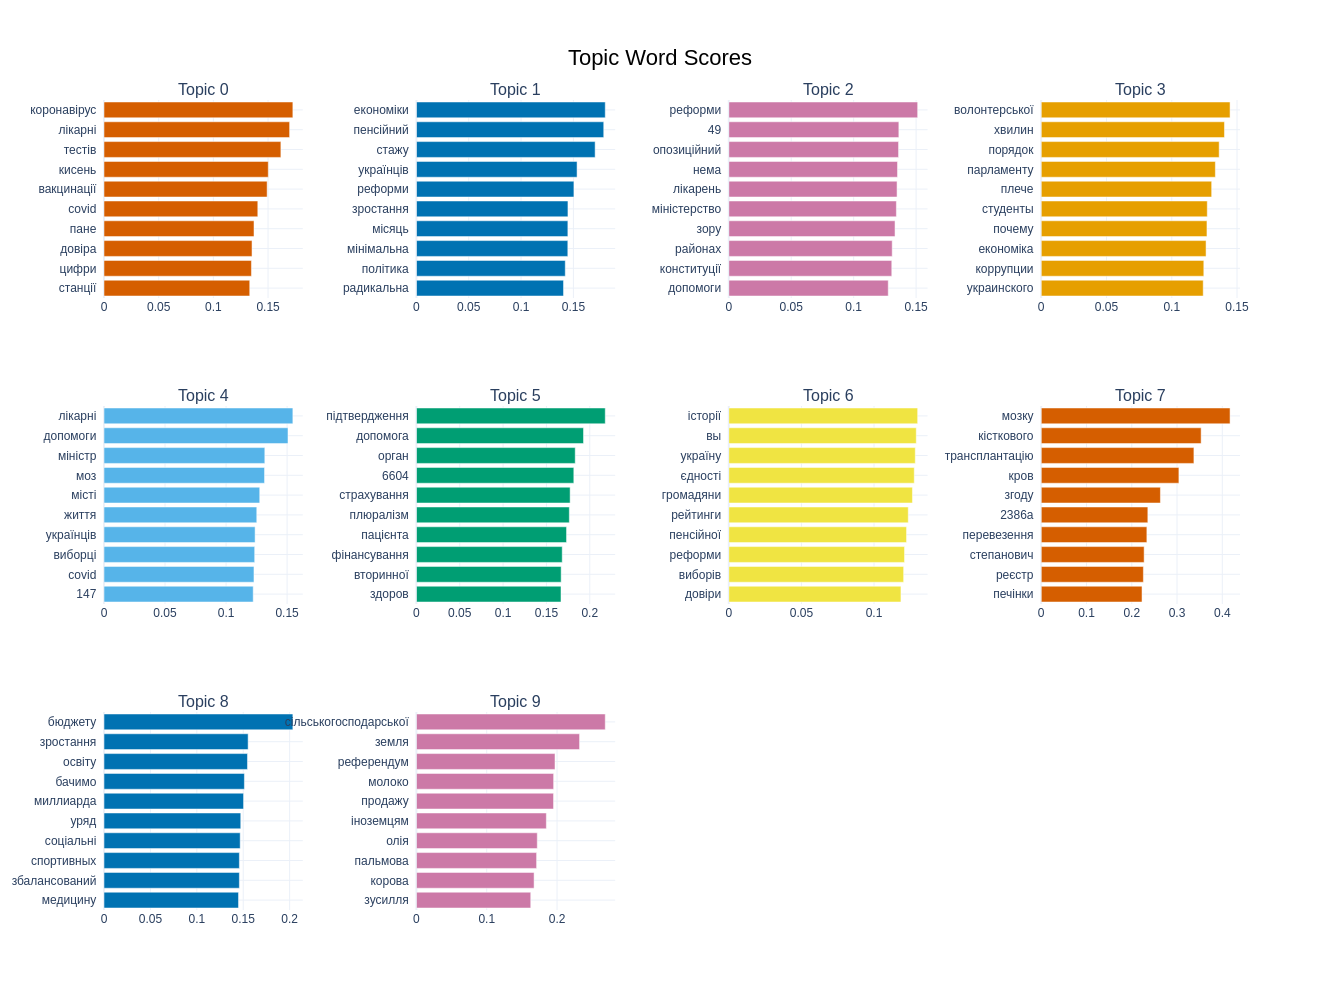 Topic Word Scores
Topic 0
коронавірус
лікарні
тестів
кисень
вакцинації
covid
пане
довіра
цифри
станції
0 0.05 0.1 0.15
Topic 1
економіки
пенсійний
стажу
українців
реформи
зростання
місяць
мінімальна
політика
радикальна
0 0.05 0.1 0.15
Topic 2
реформи
49
опозиційний
нема
лікарень
міністерство
зору
районах
конституції
допомоги
0 0.05 0.1 0.15
Topic 3
волонтерської
хвилин
порядок
парламенту
плече
студенты
почему
економіка
коррупции
украинского
0 0.05 0.1 0.15
Topic 4
лікарні
допомоги
міністр
моз
місті
життя
українців
виборці
covid
147
0 0.05 0.1 0.15
Topic 5
підтвердження
допомога
орган
6604
страхування
плюралізм
пацієнта
фінансування
вторинної
здоров
0 0.05 0.1 0.15 0.2
Topic 6
історії
вы
україну
єдності
громадяни
рейтинги
пенсійної
реформи
виборів
довіри
0 0.05 0.1
Topic 7
мозку
кісткового
трансплантацію
кров
згоду
2386а
перевезення
степанович
реєстр
печінки
0 0.1 0.2 0.3 0.4
Topic 8
бюджету
зростання
освіту
бачимо
миллиарда
уряд
соціальні
спортивных
збалансований
медицину
0 0.05 0.1 0.15 0.2
Topic 9
сільськогосподарської
земля
референдум
молоко
продажу
іноземцям
олія
пальмова
корова
зусилля
0 0.1 0.2